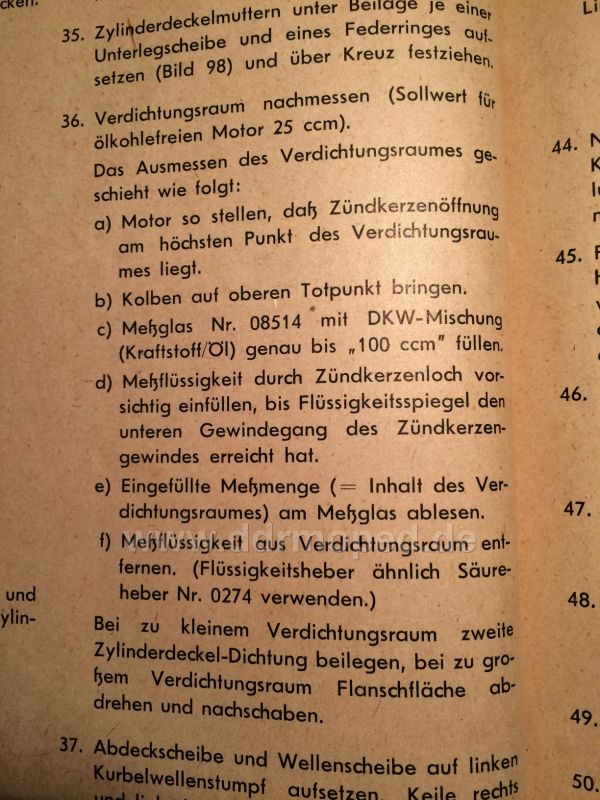 cken.
35. Zylinderdeckelmuttern unter Beilage je einer
Unterlegscheibe und eines Federringes auf-
setzen (Bild 98) und über Kreuz festziehen.
36. Verdichtungsraum nachmessen (Sollwert für
ölkohlefreien Motor 25 ccm).
Das Ausmessen des Verdichtungsraumes ge-
schieht wie folgt:
a) Motor so stellen, daß Zündkerzenöffnung
am höchsten Punkt des Verdichtungsrau-
mes liegt.
b) Kolben auf oberen Totpunkt bringen.
c) Meßglas Nr. 08514 mit DKW-Mischung
(Kraftstoff/Öl) genau bis „100 ccm" füllen.
d) Meßflüssigkeit durch Zündkerzenloch vor-
sichtig einfüllen, bis Flüssigkeitsspiegel den
unteren Gewindegang des Zündkerzen-
gewindes erreicht hat.
e) Eingefüllte Meßmenge (= Inhalt des Ver-
dichtungsraumes) am Meßglas ablesen.
f) Meßflüssigkeit aus Verdichtungsraum ent-
fernen. (Flüssigkeitsheber ähnlich Säure-
heber Nr. 0274 verwenden.)
Bei zu kleinem Verdichtungsraum zweite
Zylinderdeckel-Dichtung beilegen, bei zu gro-
ßem Verdichtungsraum Flanschfläche ab-
drehen und nachschaben.
37. Abdeckscheibe und Wellenscheibe auf linken
Kurbelwellenstumpf aufsetzen. Keile rechts
und
ylin-
Li
44.
45.
46.
47.
48.
49.
50.